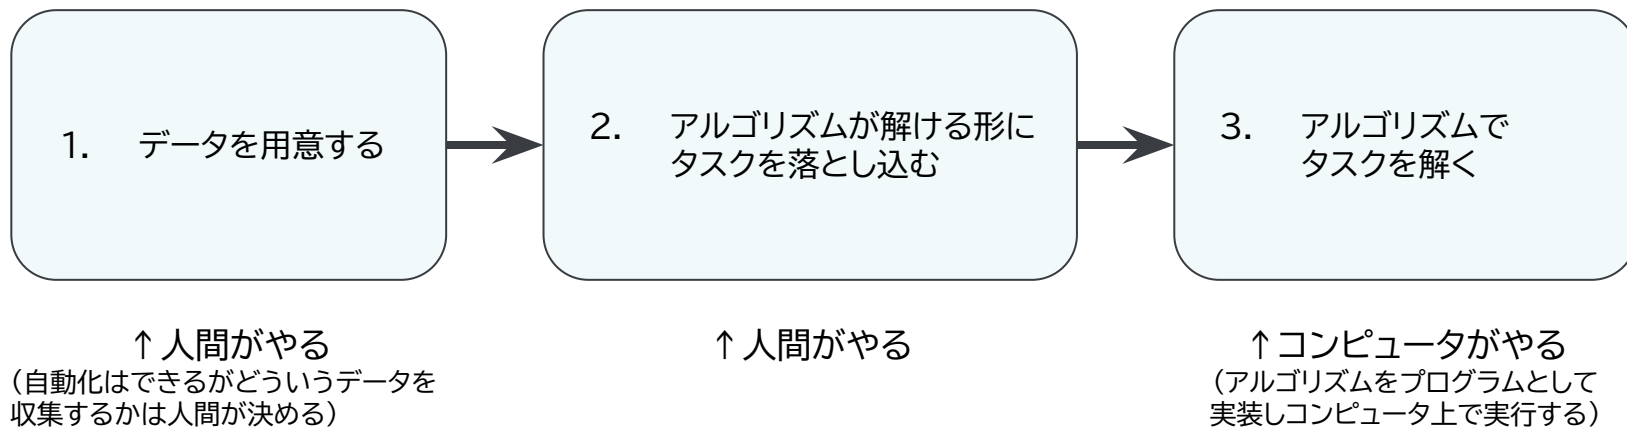 1. データを用意する
2. アルゴリズムが解ける形に
タスクを落とし込む
3. アルゴリズムで
タスクを解く
↑人間がやる
（自動化はできるがどういうデータを
収集するかは人間が決める）
↑人間がやる
↑コンピュータがやる
（アルゴリズムをプログラムとして
実装しコンピュータ上で実行する）